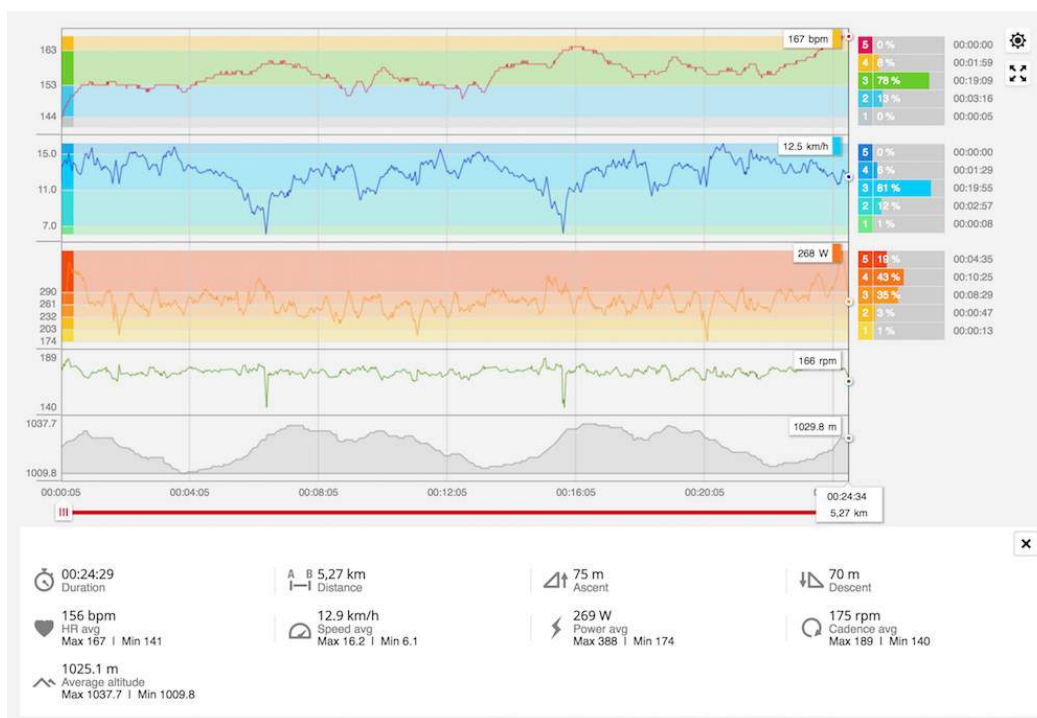 167 bpm
163
153
144
5 0 % 00:00:00
4 8 % 00:01:59
3 78 % 00:19:09
2 13 % 00:03:16
1 0 % 00:00:05
12.5 km/h
15.0
11.0
7.0
5 0 % 00:00:00
4 6 % 00:01:29
3 81 % 00:19:55
2 12 % 00:02:57
1 1 % 00:00:08
268 W
290
261
232
203
174
5 19 % 00:04:35
4 43 % 00:10:25
3 35 % 00:08:29
2 3 % 00:00:47
1 1 % 00:00:13
189
166 rpm
140
1037.7
1029.8 m
1009.8
00:00:05 00:04:05 00:08:05 00:12:05 00:16:05 00:20:05
00:24:34
5,27 km
00:24:29
Duration
A B 5,27 km
Distance
75 m
Ascent
70 m
Descent
156 bpm
HR avg
Max 167 | Min 141
12.9 km/h
Speed avg
Max 16.2 | Min 6.1
269 W
Power avg
Max 388 | Min 174
175 rpm
Cadence avg
Max 189 | Min 140
1025.1 m
Average altitude
Max 1037.7 | Min 1009.8